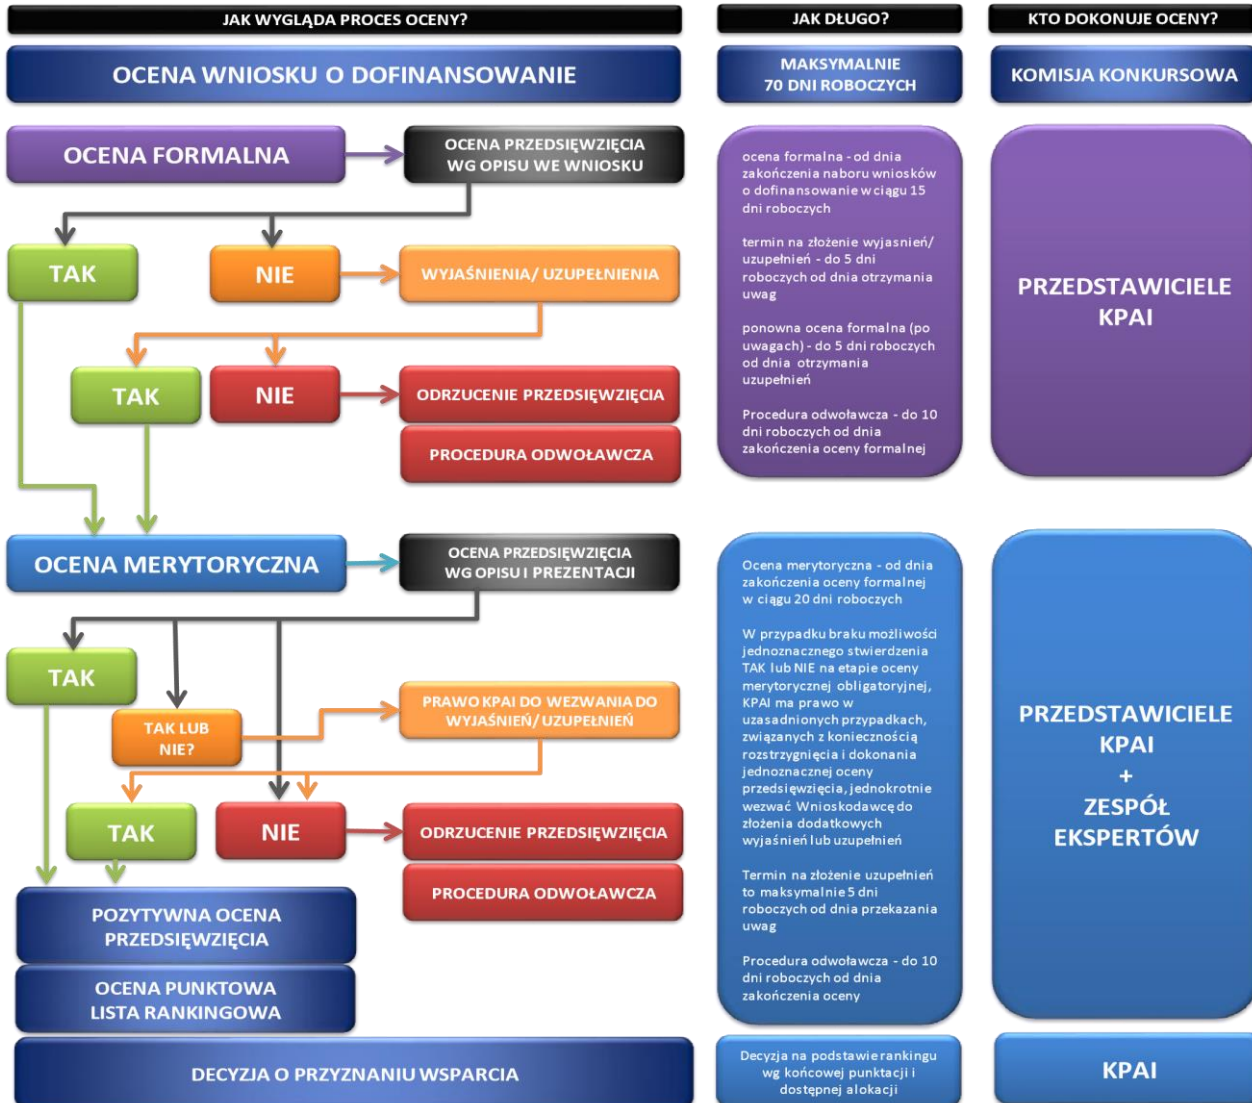 JAK WYGLĄDA PROCES OCENY?
JAK DŁUGO?
KTO DOKONUJE OCENY?
OCENA WNIOSKU O DOFINANSOWANIE
MAKSYMALNIE
70 DNI ROBOCZYCH
KOMISJA KONKURSOWA
OCENA FORMALNA
OCENA PRZEDSIĘWZIĘCIA
WG OPISU WE WNIOSKU
TAK
NIE
WYJAŚNIENIA/ UZUPEŁNIENIA
TAK
NIE
ODRZUCENIE PRZEDSIĘWZIĘCIA
PROCEDURA ODWOŁAWCZA
ocena formalna - od dnia
zakończenia naboru wniosków
o dofinansowanie w ciągu 15
dni roboczych
termin na złożenie wyjasnień/
uzupełnień - do 5 dni
roboczych od dnia otrzymania
uwag
ponowna ocena formalna (po
uwagach) - do 5 dni roboczych
od dnia otrzymania
uzupełnień
Procedura odwoławcza - do 10
dni roboczych od dnia
zakończenia oceny formalnej
PRZEDSTAWICIELE
KPAI
OCENA MERYTORYCZNA
OCENA PRZEDSIĘWZIĘCIA
WG OPISU I PREZENTACJI
TAK
TAK LUB
NIE?
PRAWO KPAI DO WEZWANIA DO
WYJAŚNIEŃ/ UZUPEŁNIEŃ
TAK
NIE
ODRZUCENIE PRZEDSIĘWZIĘCIA
PROCEDURA ODWOŁAWCZA
POZYTYWNA OCENA
PRZEDSIĘWZIĘCIA
OCENA PUNKTOWA
LISTA RANKINGOWA
Ocena merytoryczna - od dnia
zakończenia oceny formalnej
w ciągu 20 dni roboczych
W przypadku braku możliwości
jednoznacznego stwierdzenia
TAK lub NIE na etapie oceny
merytorycznej obligatoryjnej,
KPAI ma prawo w
uzasadnionych przypadkach,
związanych z koniecznością
rozstrzygnięcia i dokonania
jednoznacznej oceny
przedsięwzięcia, jednokrotnie
wezwać Wnioskodawcę do
złożenia dodatkowych
wyjaśnień lub uzupełnień
Termin na złożenie uzupełnień
to maksymalnie 5 dni
roboczych od dnia przekazania
uwag
Procedura odwoławcza - do 10
dni roboczych od dnia
zakończenia oceny
PRZEDSTAWICIELE
KPAI
+
ZESPÓŁ
EKSPERTÓW
DECYZJA O PRZYZNANIU WSPARCIA
Decyzja na podstawie rankingu
wg końcowej punktacji i
dostępnej alokacji
KPAI